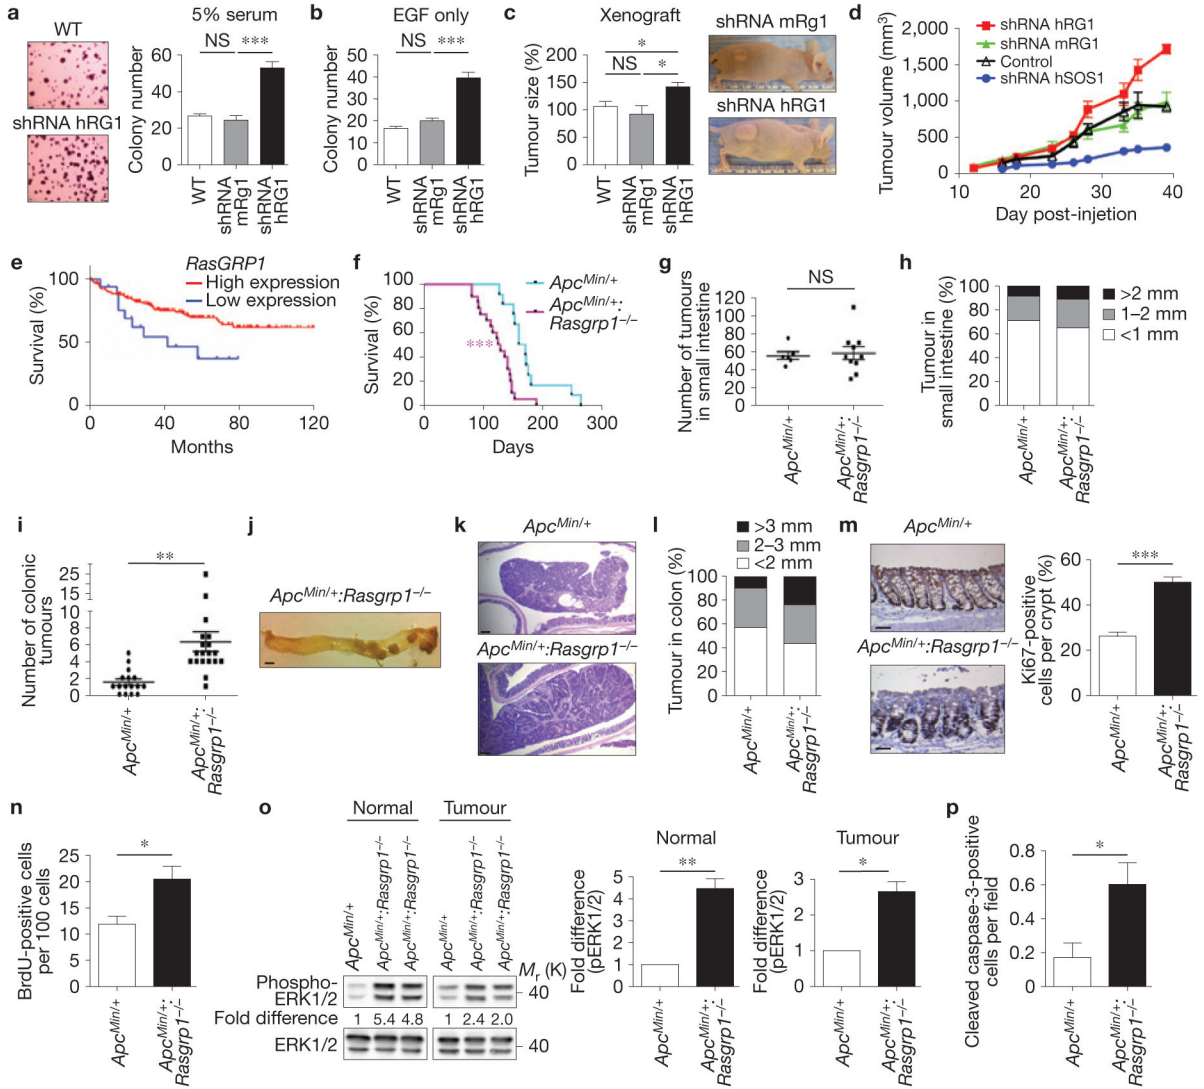 a
WT
shRNA hRG1
5% serum
NS ***
Colony number
60
40
20
0
WT
shRNA
mRg1
shRNA
hRG1
b
EGF only
NS ***
Colony number
50
40
30
20
10
0
WT
shRNA
mRg1
shRNA
hRG1
c
Xenograft
*
NS *
Tumour size (%)
200
150
100
50
0
WT
shRNA
mRG1
shRNA
hRG1
shRNA mRg1
shRNA hRG1
d
shRNA hRG1
shRNA mRG1
Control
shRNA hSOS1
Tumour volume (mm3)
2,000
1,500
1,000
500
0
10 20 30 40
Day post-injetion
e
RasGRP1
High expression
Low expression
Survival (%)
100
50
0
0 40 80 120
Months
f
ApcMin/+
ApcMin/+:
Rasgrp1−/−
***
Survival (%)
100
80
60
40
20
0
0 100 200 300
Days
g
NS
Number of tumours
in small intestine
120
100
80
60
40
20
0
ApcMin/+
ApcMin/+:
Rasgrp1−/−
h
>2 mm
1–2 mm
<1 mm
Tumour in
small intestine (%)
100
80
60
40
20
0
ApcMin/+
ApcMin/+:
Rasgrp1−/−
i
**
Number of colonic
tumours
25
15
10
8
6
4
2
0
ApcMin/+
ApcMin/+:
Rasgrp1−/−
j
ApcMin/+:Rasgrp1−/−
k
ApcMin/+
ApcMin/+:Rasgrp1−/−
l
>3 mm
2–3 mm
<2 mm
Tumour in colon (%)
100
80
60
40
20
0
ApcMin/+
ApcMin/+:
Rasgrp1−/−
m
ApcMin/+
ApcMin/+:Rasgrp1−/−
***
Ki67-positive
cells per crypt (%)
60
40
20
0
ApcMin/+
ApcMin/+:
Rasgrp1−/−
n
*
BrdU-positive cells
per 100 cells
25
20
15
10
5
0
ApcMin/+
ApcMin/+:
Rasgrp1−/−
o
Normal Tumour
ApcMin/+
ApcMin/+:Rasgrp1−/−
ApcMin/+:Rasgrp1−/−
ApcMin/+
ApcMin/+:Rasgrp1−/−
ApcMin/+:Rasgrp1−/−
Mr (K)
Phospho-
ERK1/2
40
Fold difference 1 5.4 4.8 1 2.4 2.0
ERK1/2
40
Normal
**
Fold difference
(pERK1/2)
5
4
3
2
1
0
ApcMin/+
ApcMin/+:
Rasgrp1−/−
Tumour
*
Fold difference
(pERK1/2)
3
2
1
0
ApcMin/+
ApcMin/+:
Rasgrp1−/−
p
*
Cleaved caspase-3-positive
cells per field
0.8
0.6
0.4
0.2
0
ApcMin/+
ApcMin/+:
Rasgrp1−/−